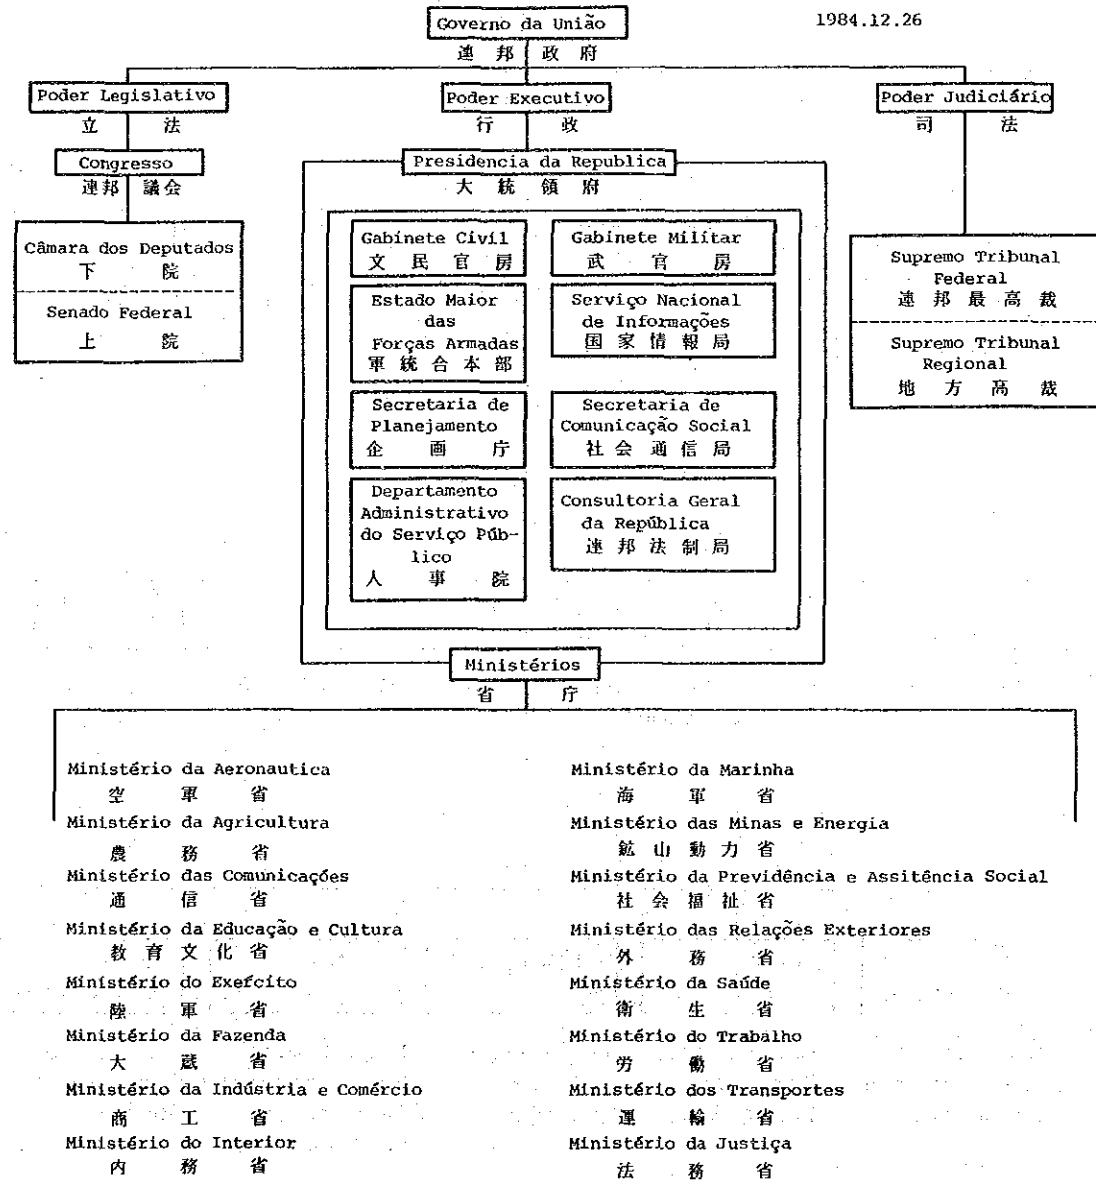 Governo da União
1984.12.26
連邦政府
Poder Legislativo
立法
Poder Executivo
行政
Poder Judiciário
司法
Congresso
連邦議会
Presidencia da Republica
大統領府
Câmara dos Deputados
下院
Senado Federal
上院
Gabinete Civil
文民官房
Gabinete Militar
武官房
Estado Maior
das
Forças Armadas
軍統合本部
Serviço Nacional
de Informações
国家情報局
Secretaria de
Planejamento
企画庁
Secretaria de
Comunicação Social
社会通信局
Departamento
Administrativo
do Serviço Púb-
lico
人事院
Consultoria Geral
da República
連邦法制局
Supremo Tribunal
Federal
連邦最高裁
Supremo Tribunal
Regional
地方高裁
Ministérios
省庁
Ministério da Aeronautica
空軍省
Ministério da Agricultura
農務省
Ministério das Comunicações
通信省
Ministério da Educação e Cultura
教育文化省
Ministério do Exefcito
陸軍省
Ministério da Fazenda
大蔵省
Ministério da Indústria e Comércio
商工省
Ministério do Interior
内務省
Ministério da Marinha
海軍省
Ministério das Minas e Energia
鉱山動力省
Ministério da Previdência e Assitência Social
社会福祉省
Ministério das Relações Exteriores
外務省
Ministério da Saúde
衛生省
Ministério do Trabalho
労働省
Ministério dos Transportes
運輸省
Ministério da Justiça
法務省